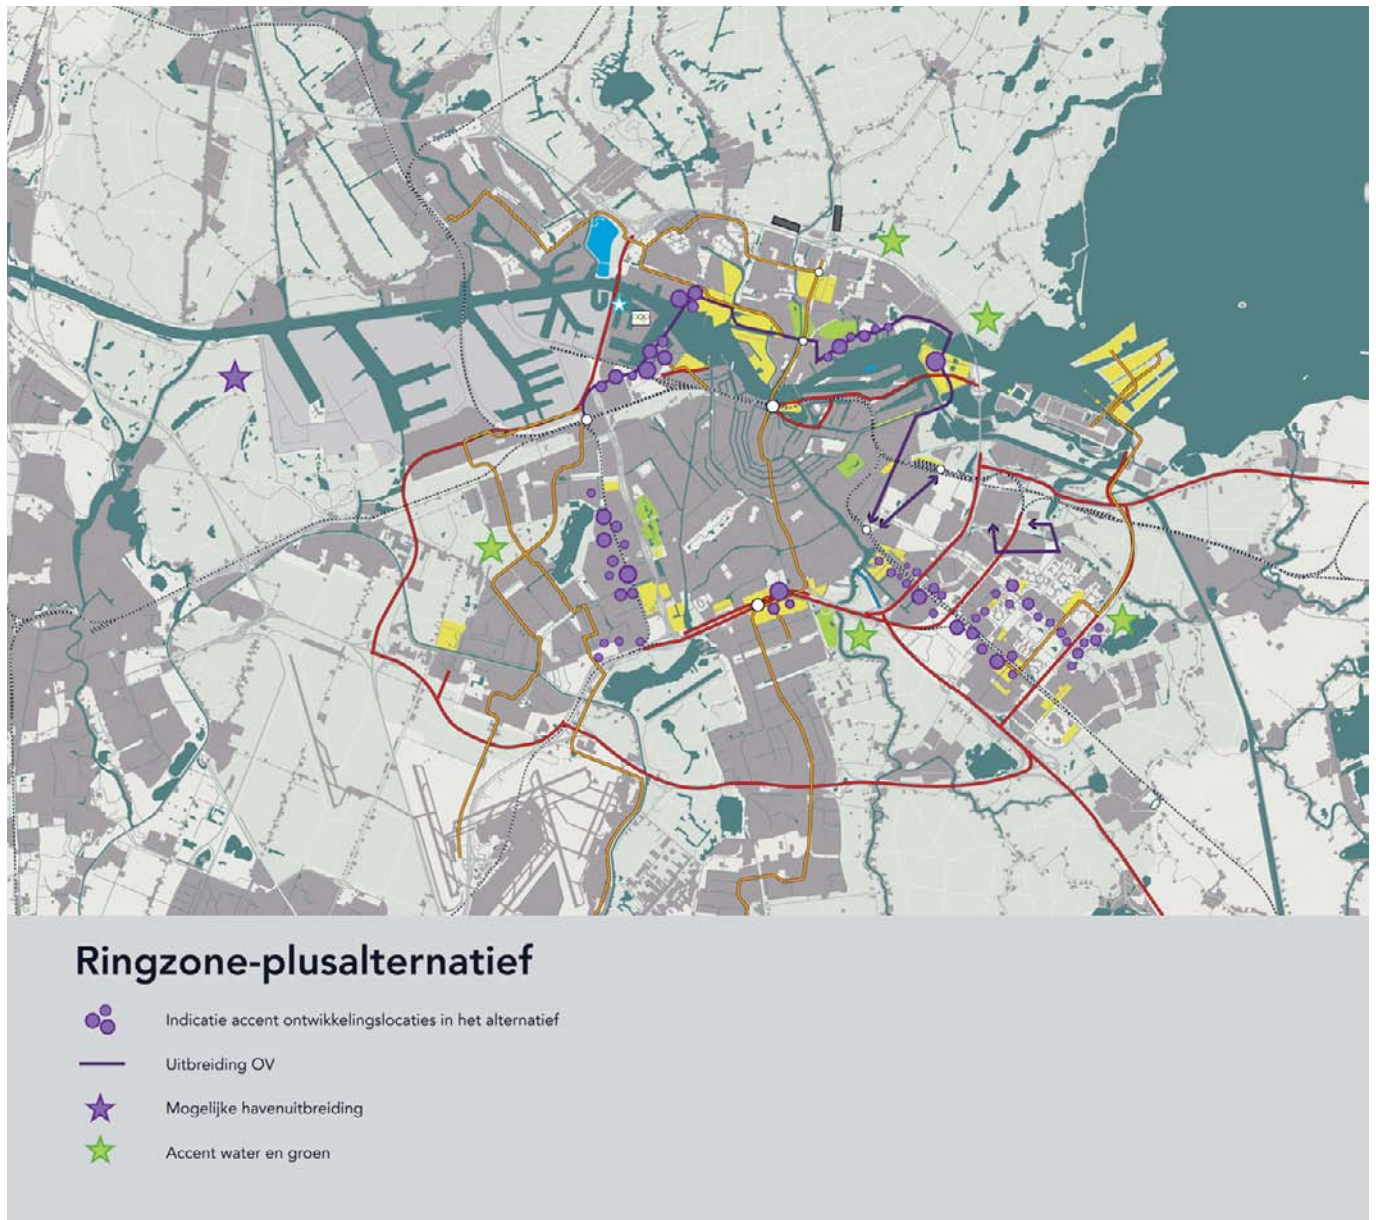 Ringzone-plusalternatief
Indicatie accent ontwikkelingslocaties in het alternatief
Uitbreiding OV
Mogelijke havenuitbreiding
Accent water en groen